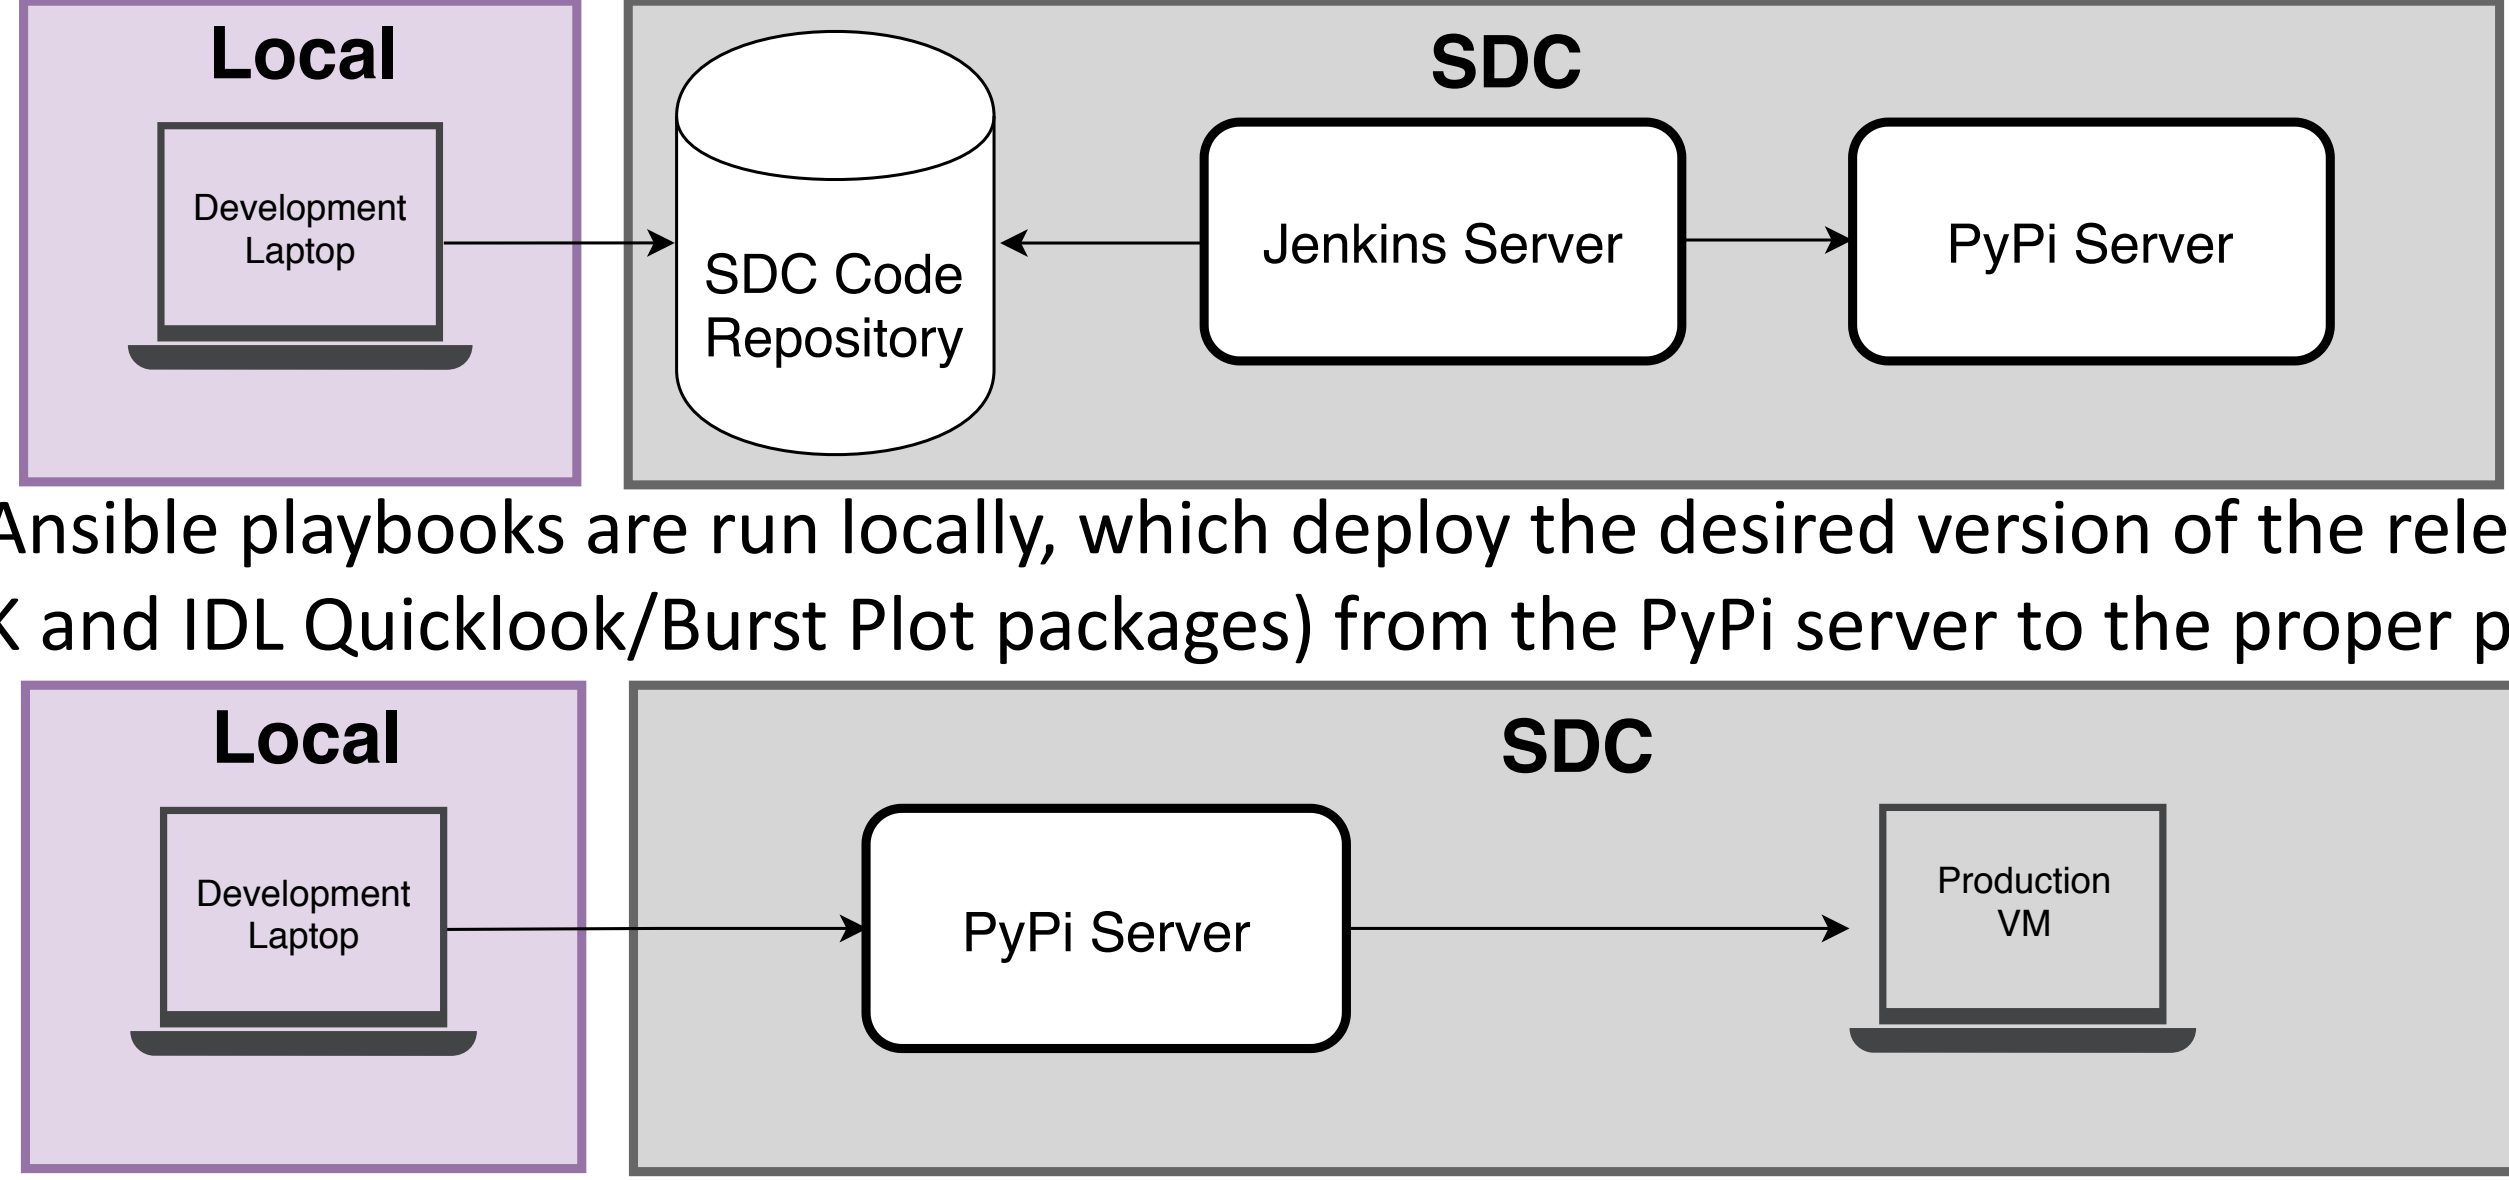 Local
SDC
Development
Laptop
SDC Code
Repository
Jenkins Server
PyPi Server
Ansible playbooks are run locally, which deploy the desired version of the
and IDL Quicklook/Burst Plot packages) from the PyPi server to the proper
Local
SDC
Development
Laptop
PyPi Server
Production
VM